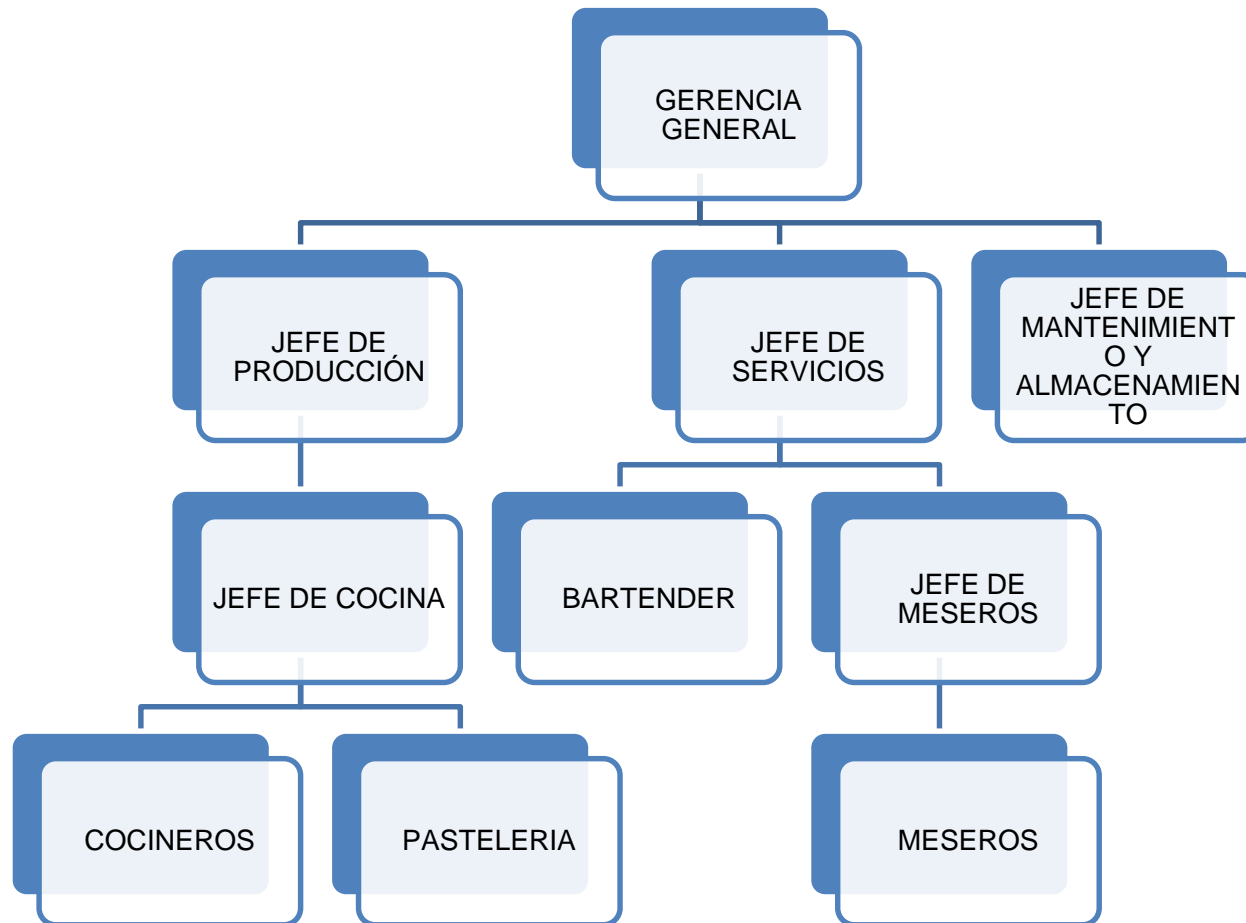 GERENCIA
GENERAL
JEFE DE
PRODUCCIÓN
JEFE DE
SERVICIOS
JEFE DE
MANTENIMIENT
O Y
ALMACENAMIEN
TO
JEFE DE COCINA
BARTENDER
JEFE DE
MESEROS
COCINEROS
PASTELERIA
MESEROS